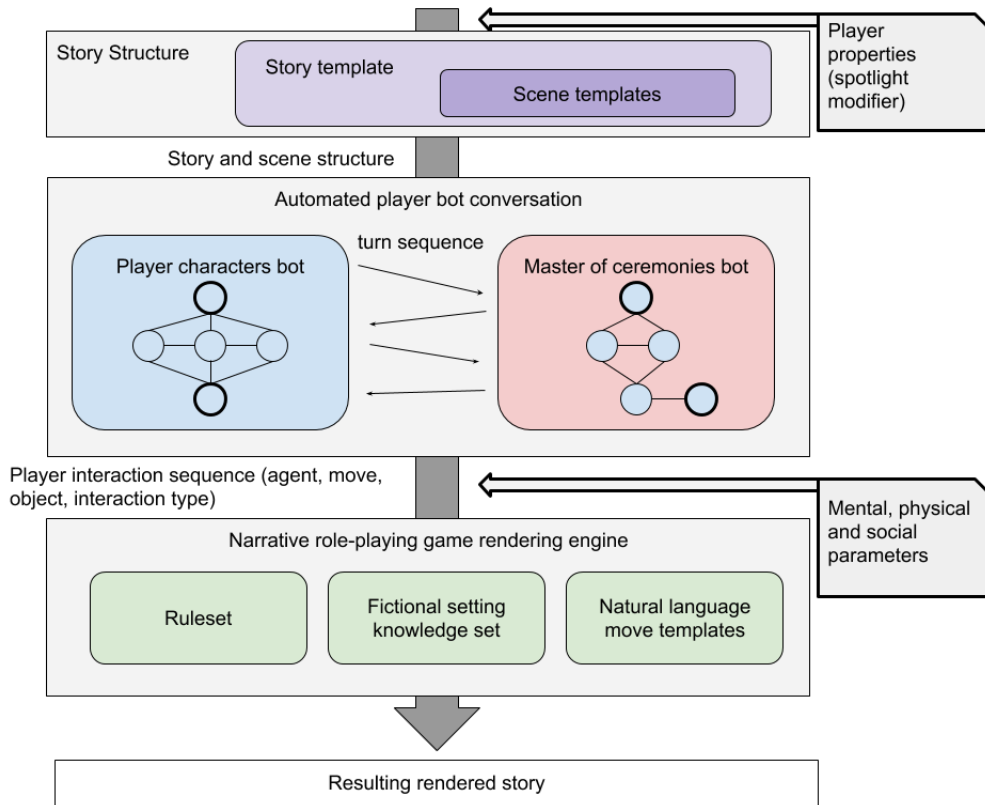 Player
properties
(spotlight
modifier)
Story Structure
Story template
Scene templates
Story and scene structure
Automated player bot conversation
turn sequence
Player characters bot
Master of ceremonies bot
Player interaction sequence (agent, move,
object, interaction type)
Mental, physical
and social
parameters
Narrative role-playing game rendering engine
Ruleset
Fictional setting
knowledge set
Natural language
move templates
Resulting rendered story